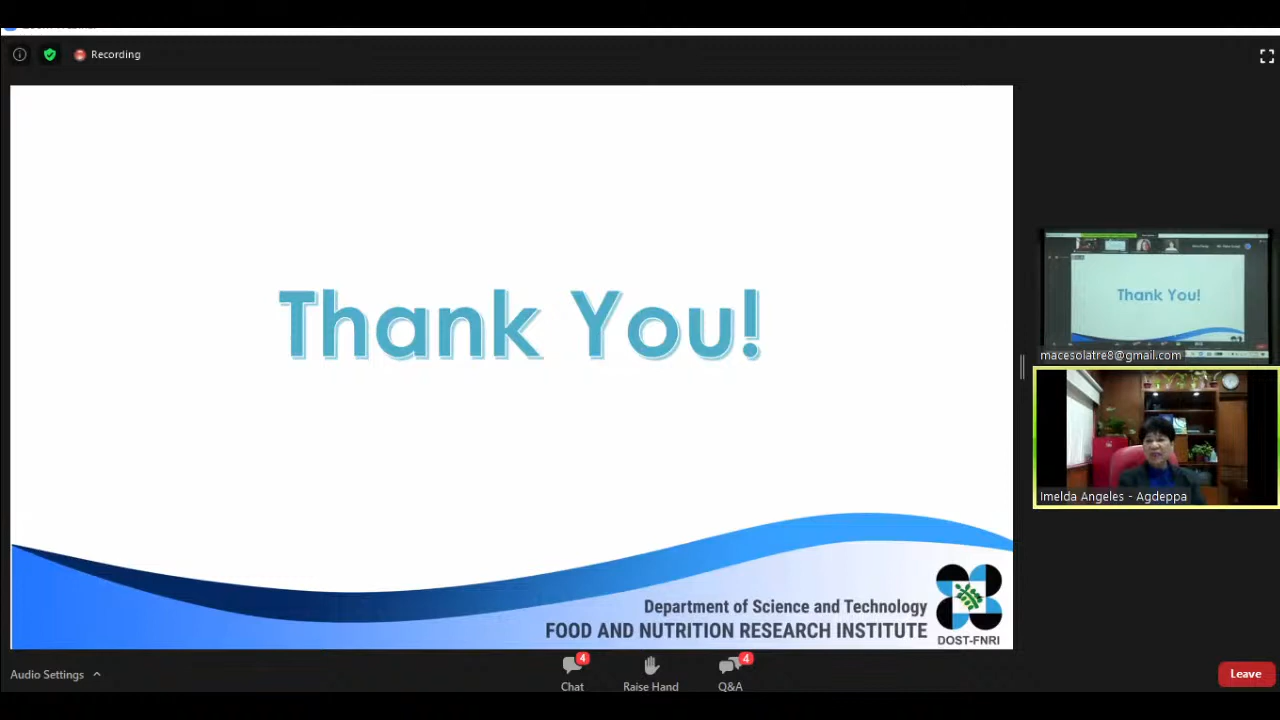 Recording
Thank You!
Department of Science and Technology
FOOD AND NUTRITION RESEARCH INSTITUTE
DOST-FNRI
Thank You!
macesolatre8@gmail.com
Imelda Angeles - Agdeppa
Audio Settings
4
Chat
Raise Hand
4
Q&A
Leave